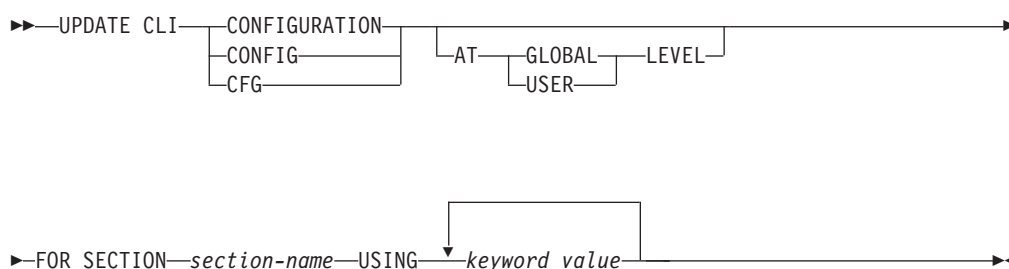 UPDATE CLI CONFIGURATION
CONFIG AT GLOBAL LEVEL
CFG USER
FOR SECTION section-name USING keyword value